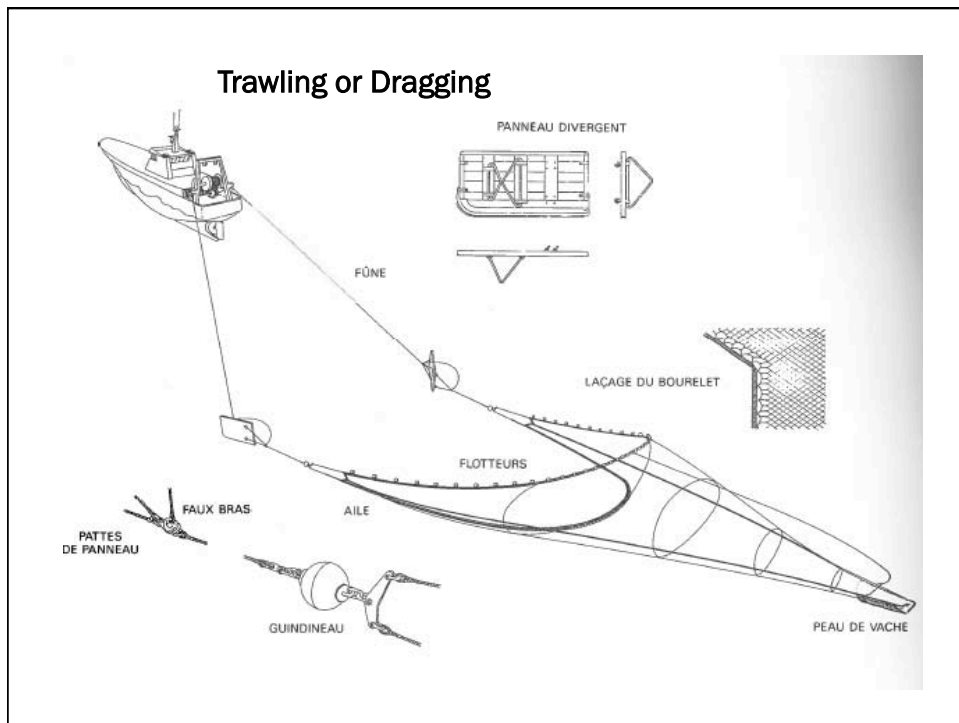 Trawling or Dragging
PANNEAU DIVERGENT
FÛNE
LAÇAGE DU BOURELET
FLOTTEURS
AILE
FAUX BRAS
PATTES
DE PANNEAU
GUINDINEAU
PEAU DE VACHE